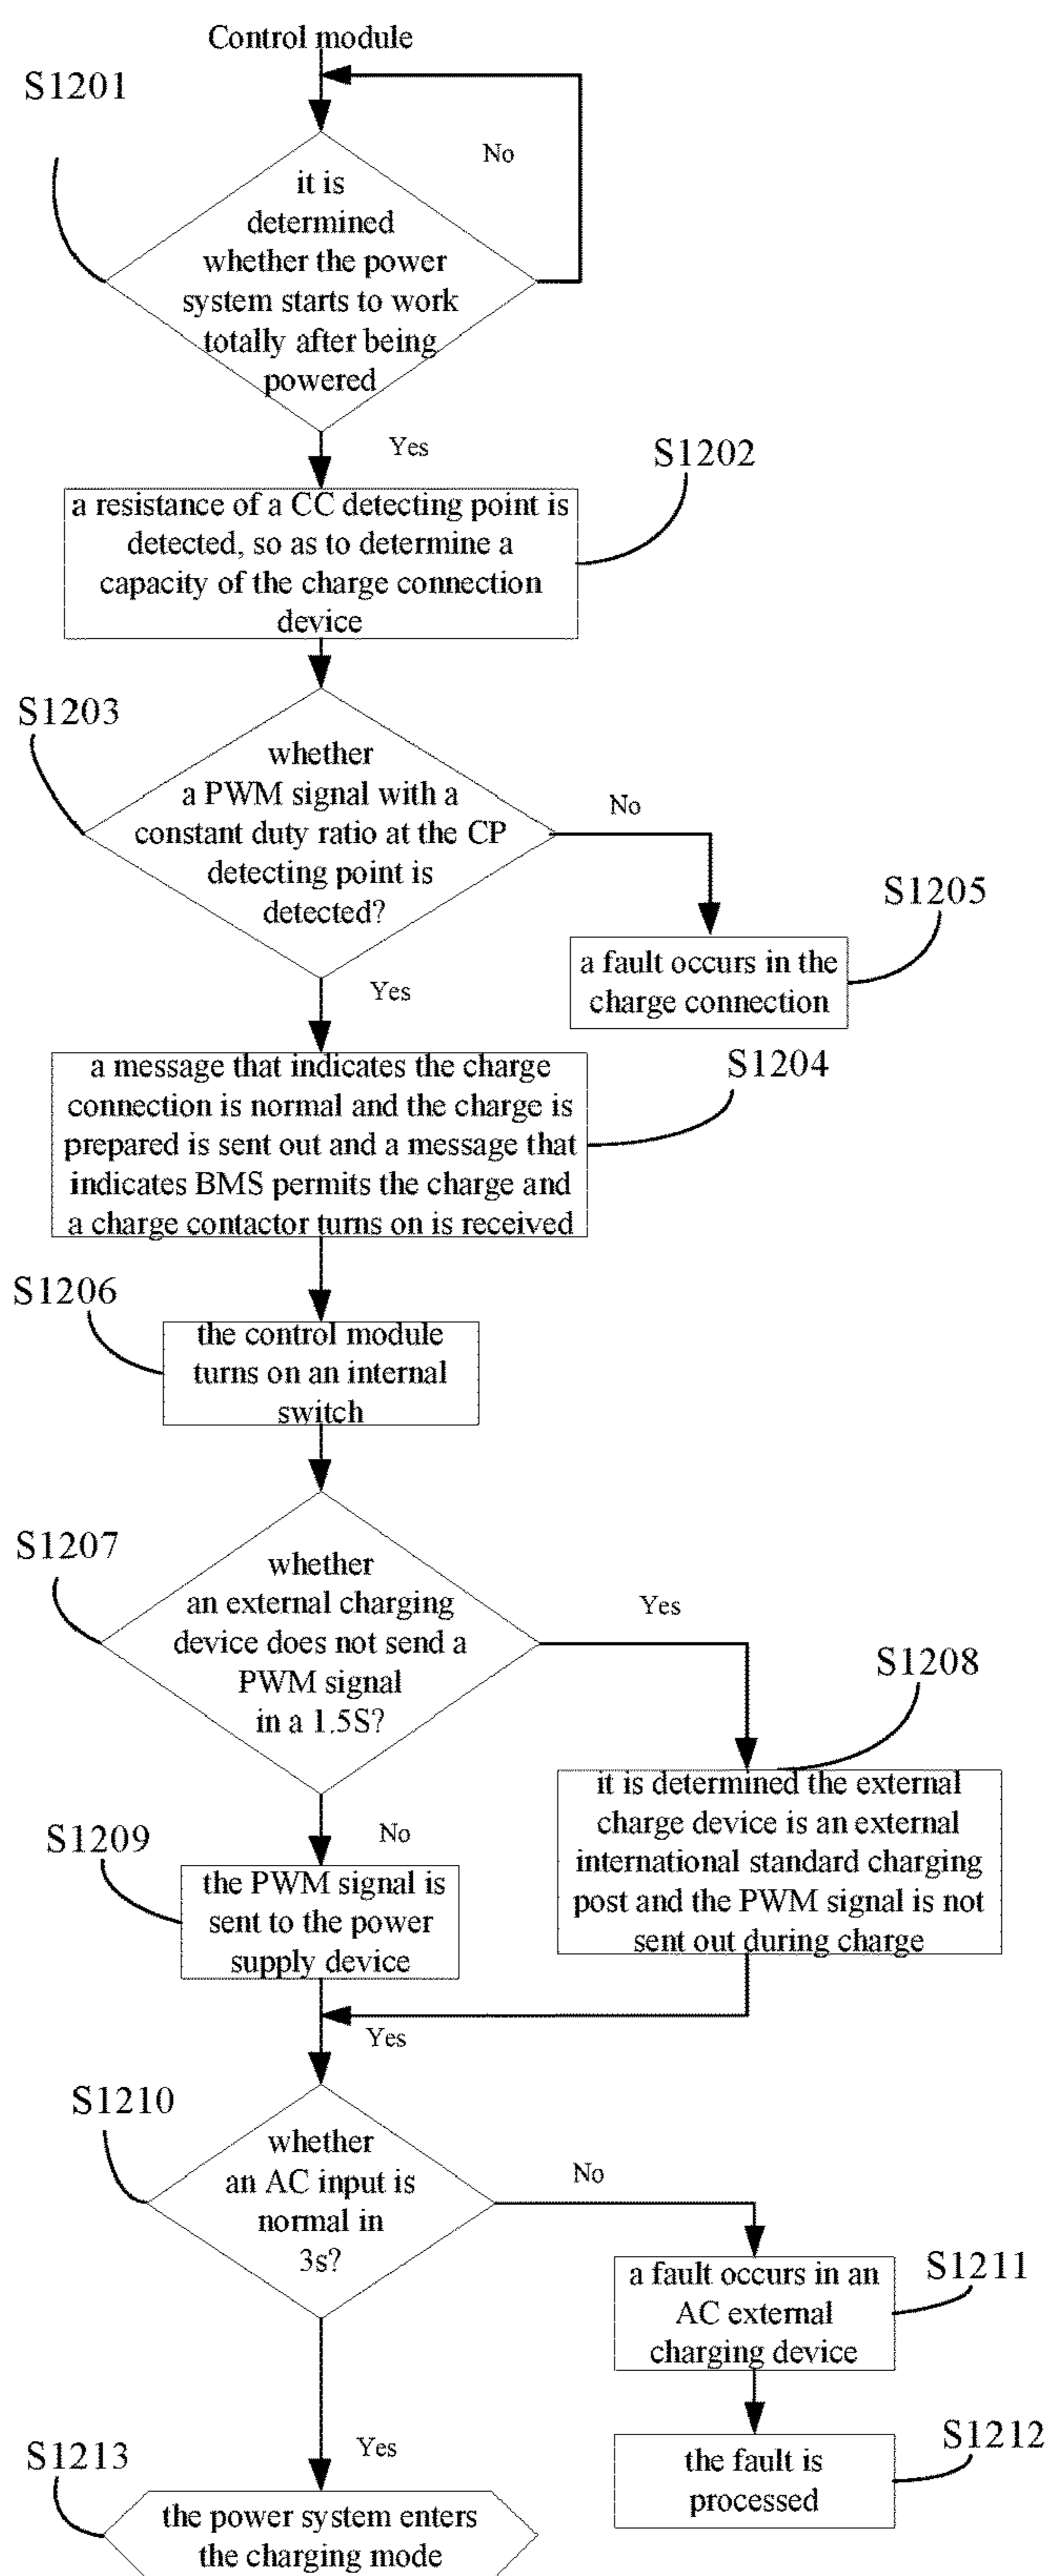 Control module
S1201
No
it is
determined
whether the power
system starts to work
totally after being
powered
Yes
S1202
a resistance of a CC detecting point is
detected, so as to determine a
capacity of the charge connection
device
S1203
whether
a PWM signal with a
constant duty ratio at the CP
detecting point is
detected?
No
S1205
a fault occurs in the
charge connection
Yes
S1204
a message that indicates the charge
connection is normal and the charge is
prepared is sent out and a message that
indicates BMS permits the charge and
a charge contactor turns on is received
S1206
the control module
turns on an internal
switch
S1207
whether
an external charging
device does not send a
PWM signal
in a 1.5S?
Yes
S1208
it is determined the external
charge device is an external
international standard charging
post and the PWM signal is not
sent out during charge
No
S1209
the PWM signal is
sent to the power
supply device
Yes
S1210
whether
an AC input is
normal in
3s?
No
S1211
a fault occurs in an
AC external
charging device
S1212
the fault is
processed
Yes
S1213
the power system enters
the charging mode